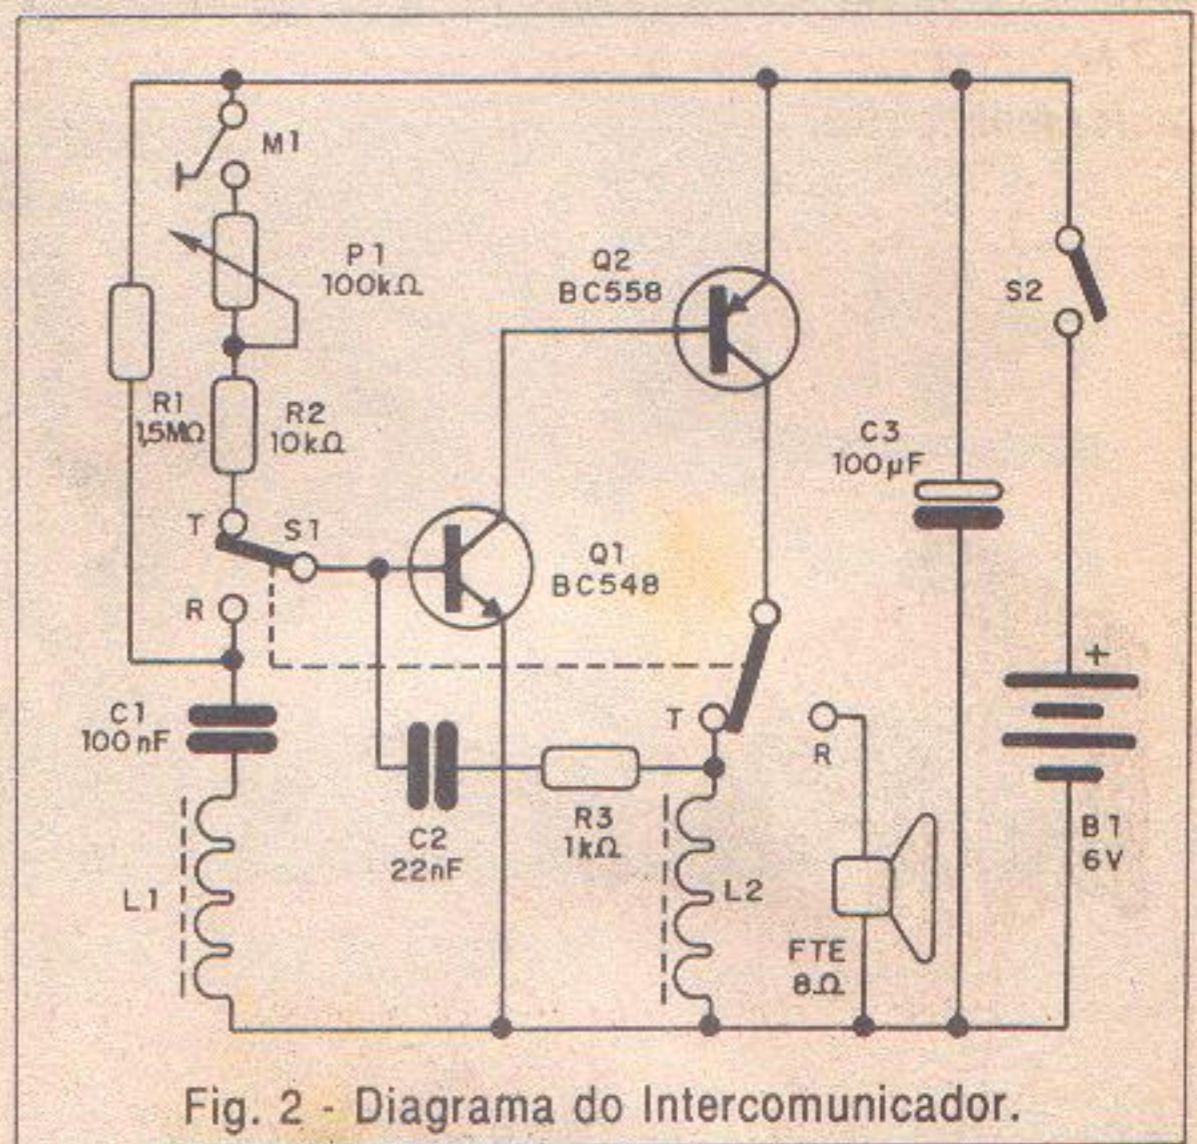 M1
P1
100kΩ
Q2
BC558
S2
R1
1,5MΩ
R2
10kΩ
C3
100µF
T
S1
Q1
BC548
R
+
C1
100nF
T
R
C2
22nF
R3
1kΩ
B1
6V
L1
L2
FTE
8Ω
Fig. 2 - Diagrama do Intercomunicador.